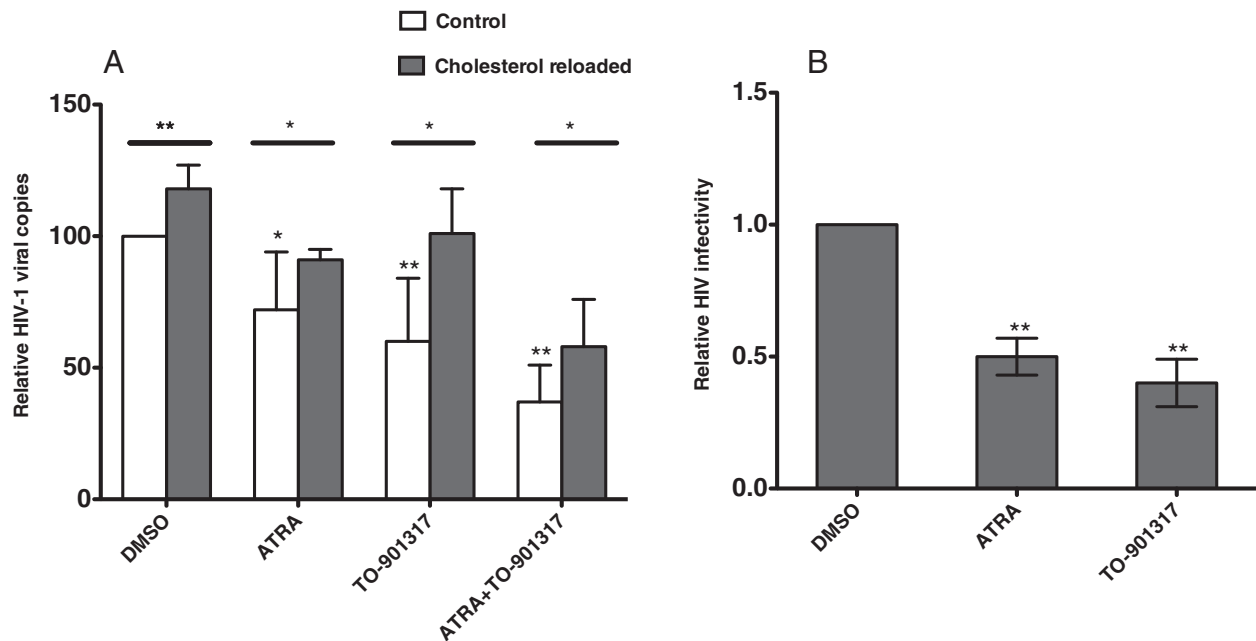 Control
Cholesterol reloaded
A
Relative HIV-1 viral copies
150
100
50
0
**
*
*
*
*
**
**
DMSO
ATRA
TO-901317
ATRA+TO-901317
B
Relative HIV infectivity
1.5
1.0
0.5
0.0
**
**
DMSO
ATRA
TO-901317